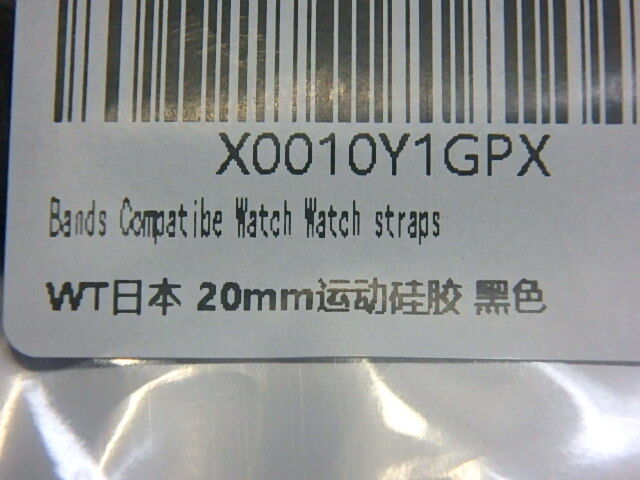 X0010Y1GPX
Bands Compatibe Watch Watch straps
WT日本 20mm运动硅胶 黑色